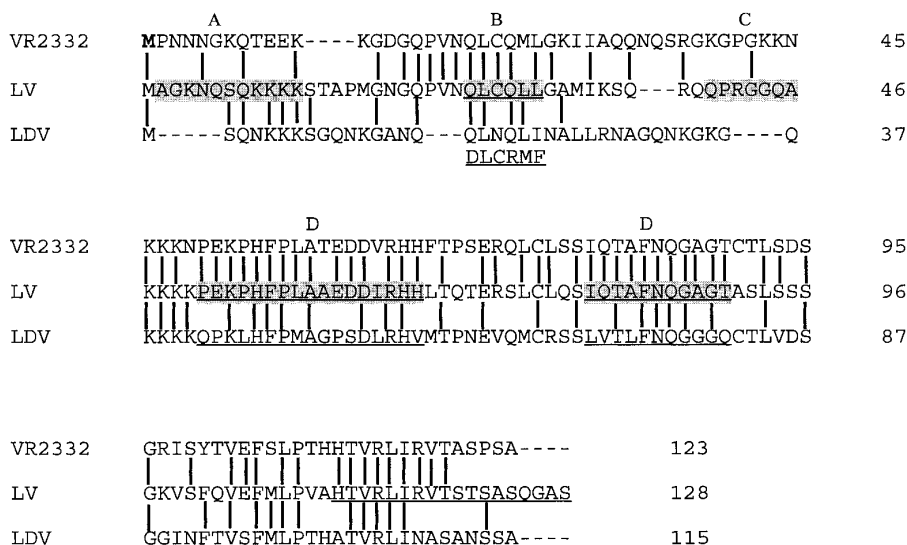 A B C
VR2332 MPNNNGKQTEEK----KGDGQPVNQLCQMLGKIIAQQNQSRGKGPGKKN 45
LV MAGKNQSQKKKKSTAPMGNGQPVNQLCQLLGAMIKSQ---RQQPRGGQA 46
LDV M-----SQNKKKSGQNKGANQ---QLNQLINALLRNAGQNKGKG----Q 37
DLCRMF
D D
VR2332 KKKNPEKPHFPLATEDDVRHHFTPSERQLCLSSIQTAFNQGAGTCTLSDS 95
LV KKKKPEKPHFPLAAEDDIRHHLTQTERSLCLQSIQTAFNQGAGTASLSSS 96
LDV KKKKQPKLHFPMAGPSDLRHVMTPNEVQMCRSSLVTLFNQGGGQCTLVDS 87
VR2332 GRISYTVEFSLPTHHTVRLIRVTASPSA---- 123
LV GKVSFQVEFMLPVAHTVRLIRVTSTSASQGAS 128
LDV GGINFTVSFMLPTHATVRLINASANSSA---- 115